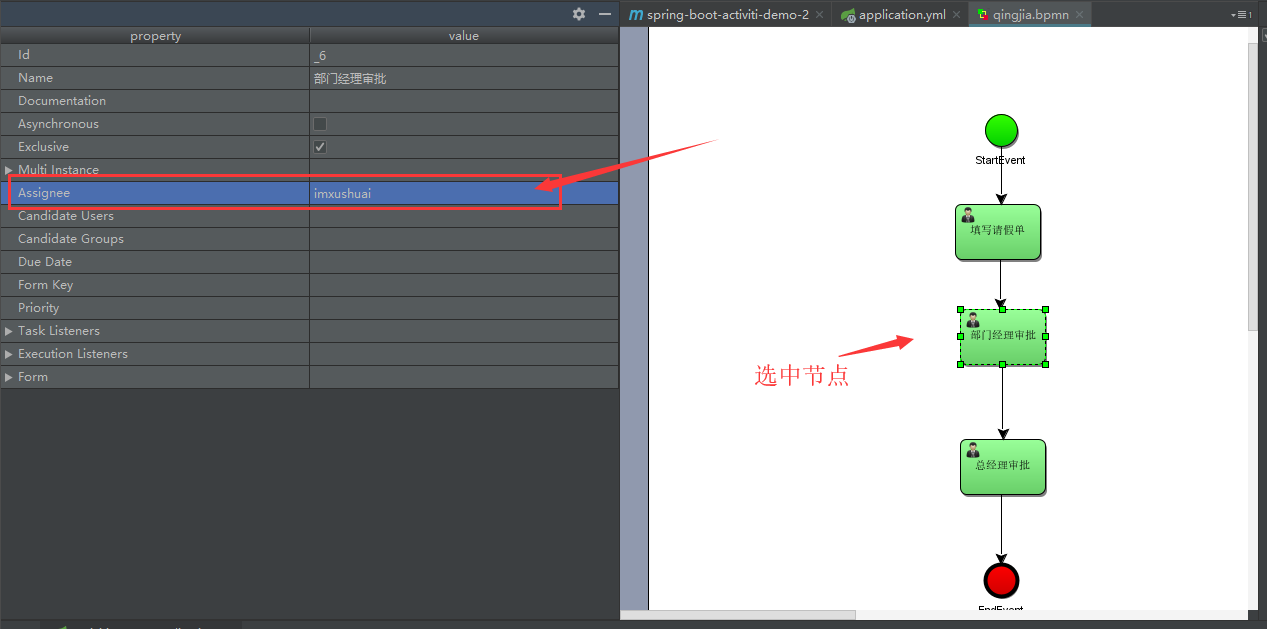 property value
Id _6
Name 部门经理审批
Documentation
Asynchronous
Exclusive
Multi Instance
Assignee imxushuai
Candidate Users
Candidate Groups
Due Date
Form Key
Priority
Task Listeners
Execution Listeners
Form
spring-boot-activiti-demo-2 application.yml qingjia.bpmn
StartEvent
填写请假单
部门经理审批
选中节点
总经理审批
EndEvent